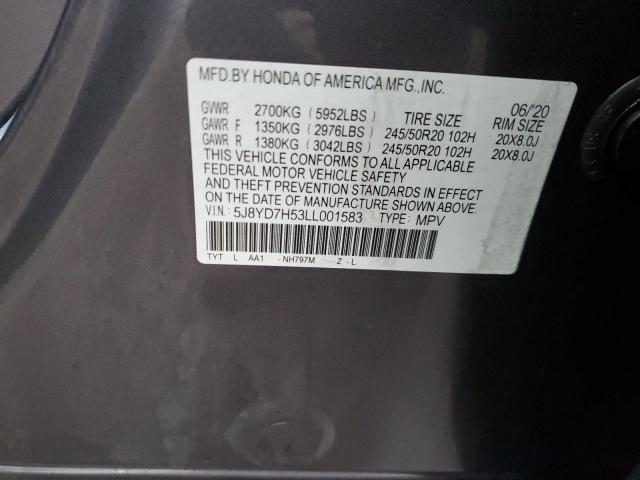 MFD.BY HONDA OF AMERICA MFG.,INC.
06/'20
GVWR 2700KG (5952LBS) TIRE SIZE RIM SIZE
GAWR F 1350KG (2976LBS) 245/50R20 102H 20X8.0J
GAWR R 1380KG (3042LBS) 245/50R20 102H 20X8.0J
THIS VEHICLE CONFORMS TO ALL APPLICABLE
FEDERAL MOTOR VEHICLE SAFETY
AND THEFT PREVENTION STANDARDS IN EFFECT
ON THE DATE OF MANUFACTURE SHOWN ABOVE.
V.I.N.: 5J8YD7H53LL001583 TYPE: MPV
TYT L AA1 -NH797M Z - L